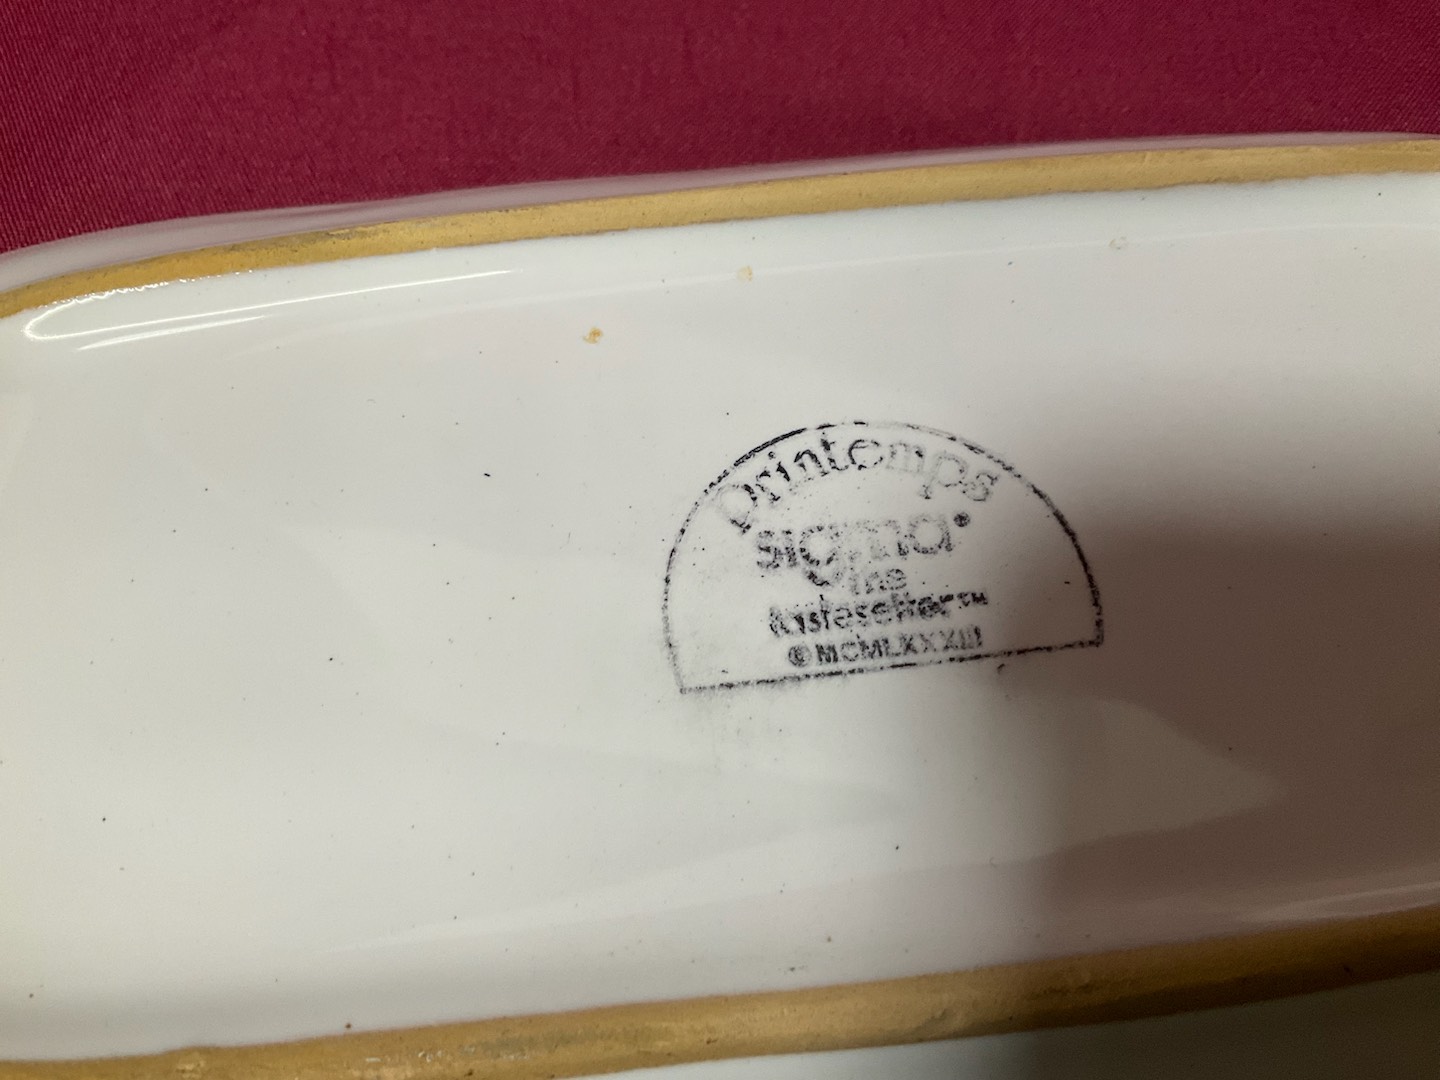 Printemps
sigma®
the
tastesetter™
© MCMLXXXIII